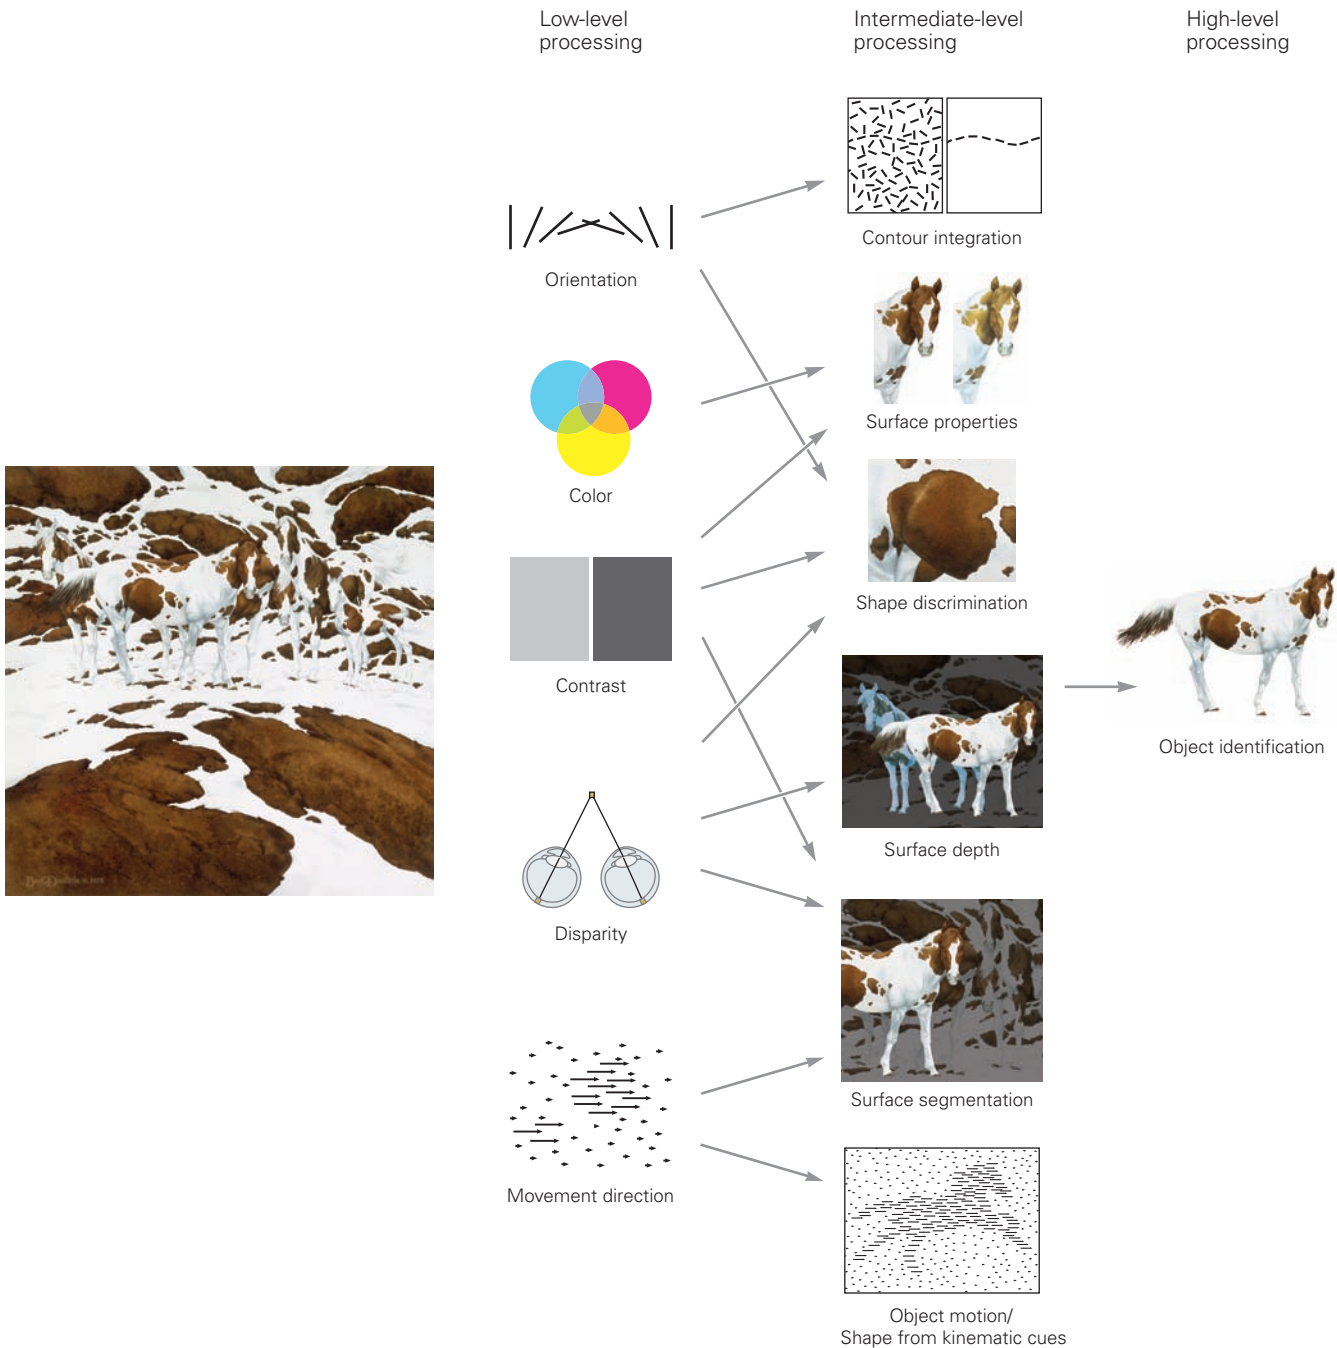 Low-level
processing
Intermediate-level
processing
High-level
processing
Orientation
Color
Contrast
Disparity
Movement direction
Contour integration
Surface properties
Shape discrimination
Surface depth
Surface segmentation
Object motion/
Shape from kinematic cues
Object identification